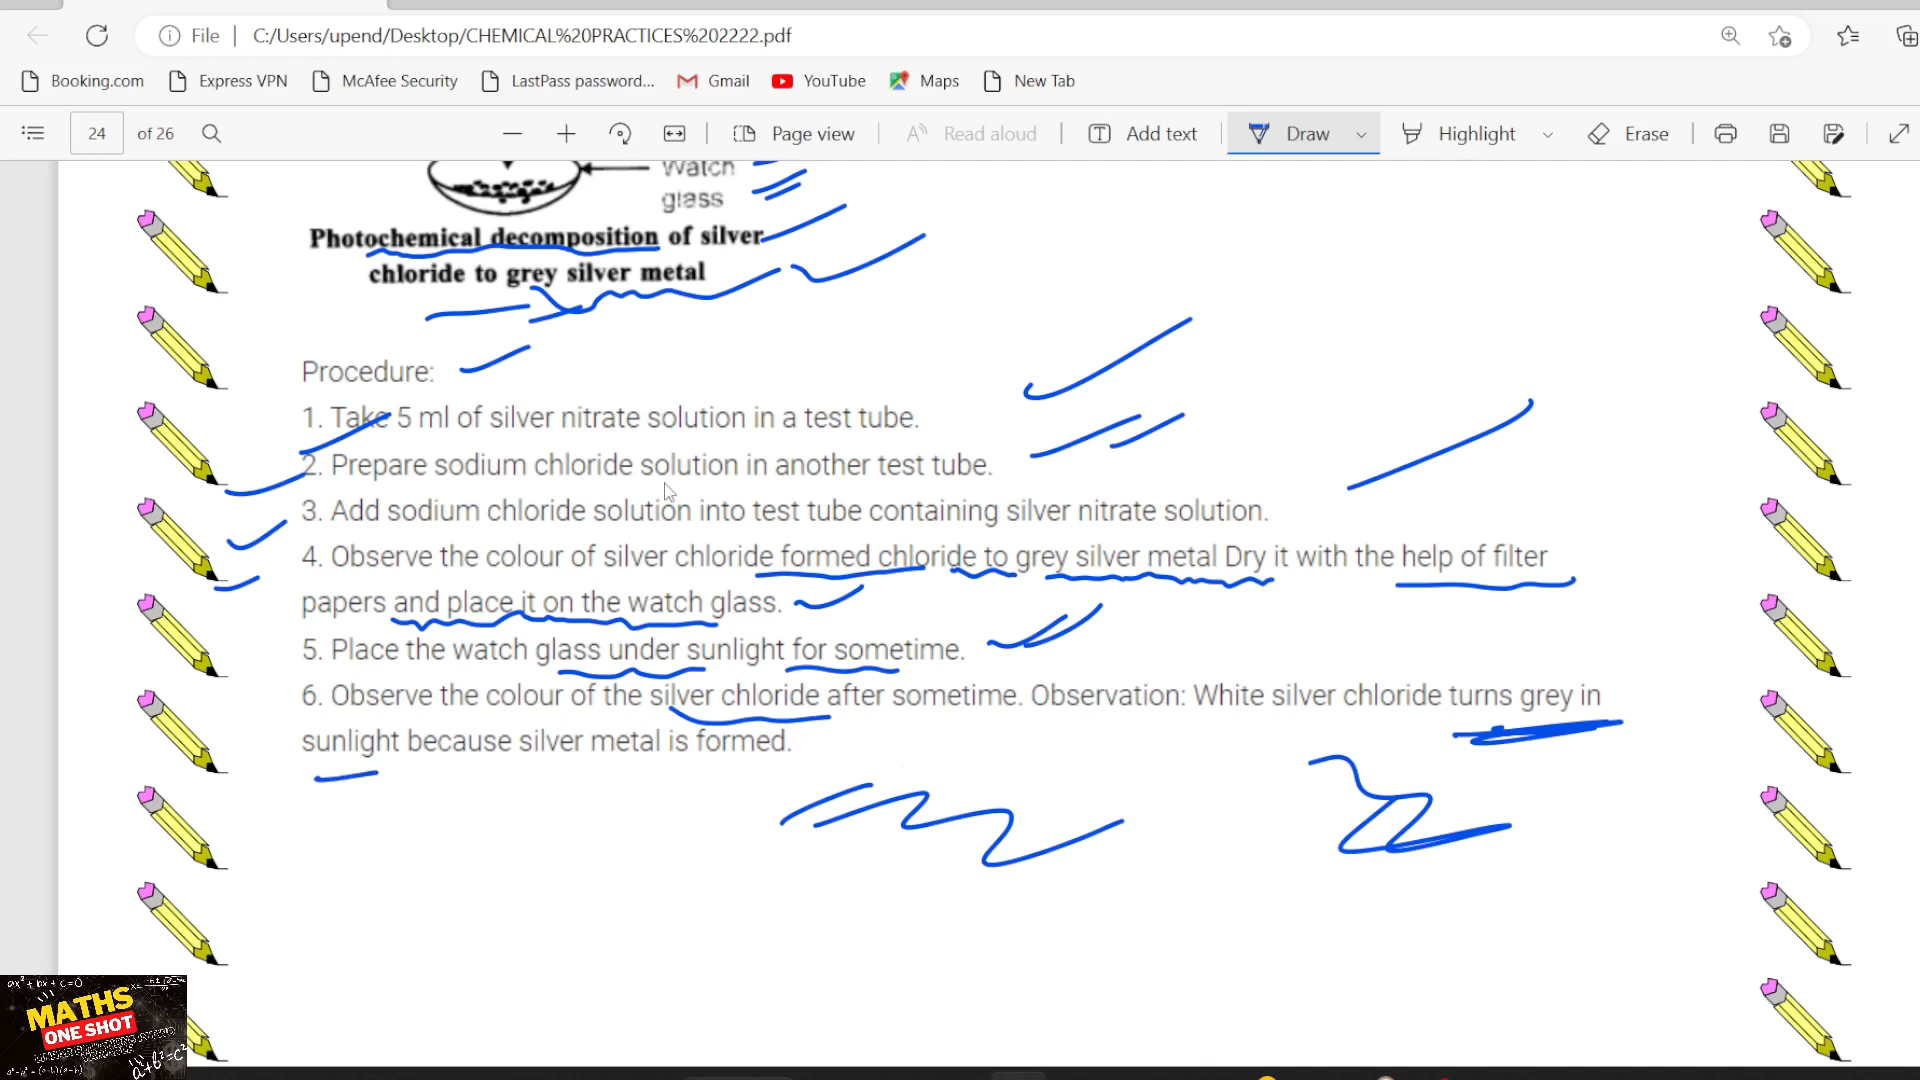 File C:/Users/upend/Desktop/CHEMICAL%20PRACTICES%202222.pdf
Booking.com Express VPN McAfee Security LastPass password... Gmail YouTube Maps New Tab
24 of 26 Page view Read aloud Add text Draw Highlight Erase
Watch
glass
Photochemical decomposition of silver
chloride to grey silver metal
Procedure:
1. Take 5 ml of silver nitrate solution in a test tube.
2. Prepare sodium chloride solution in another test tube.
3. Add sodium chloride solution into test tube containing silver nitrate solution.
4. Observe the colour of silver chloride formed chloride to grey silver metal Dry it with the help of filter
papers and place it on the watch glass.
5. Place the watch glass under sunlight for sometime.
6. Observe the colour of the silver chloride after sometime. Observation: White silver chloride turns grey in
sunlight because silver metal is formed.
ax²+bx+c=0
MATHS
ONE SHOT
a²+b²=c²